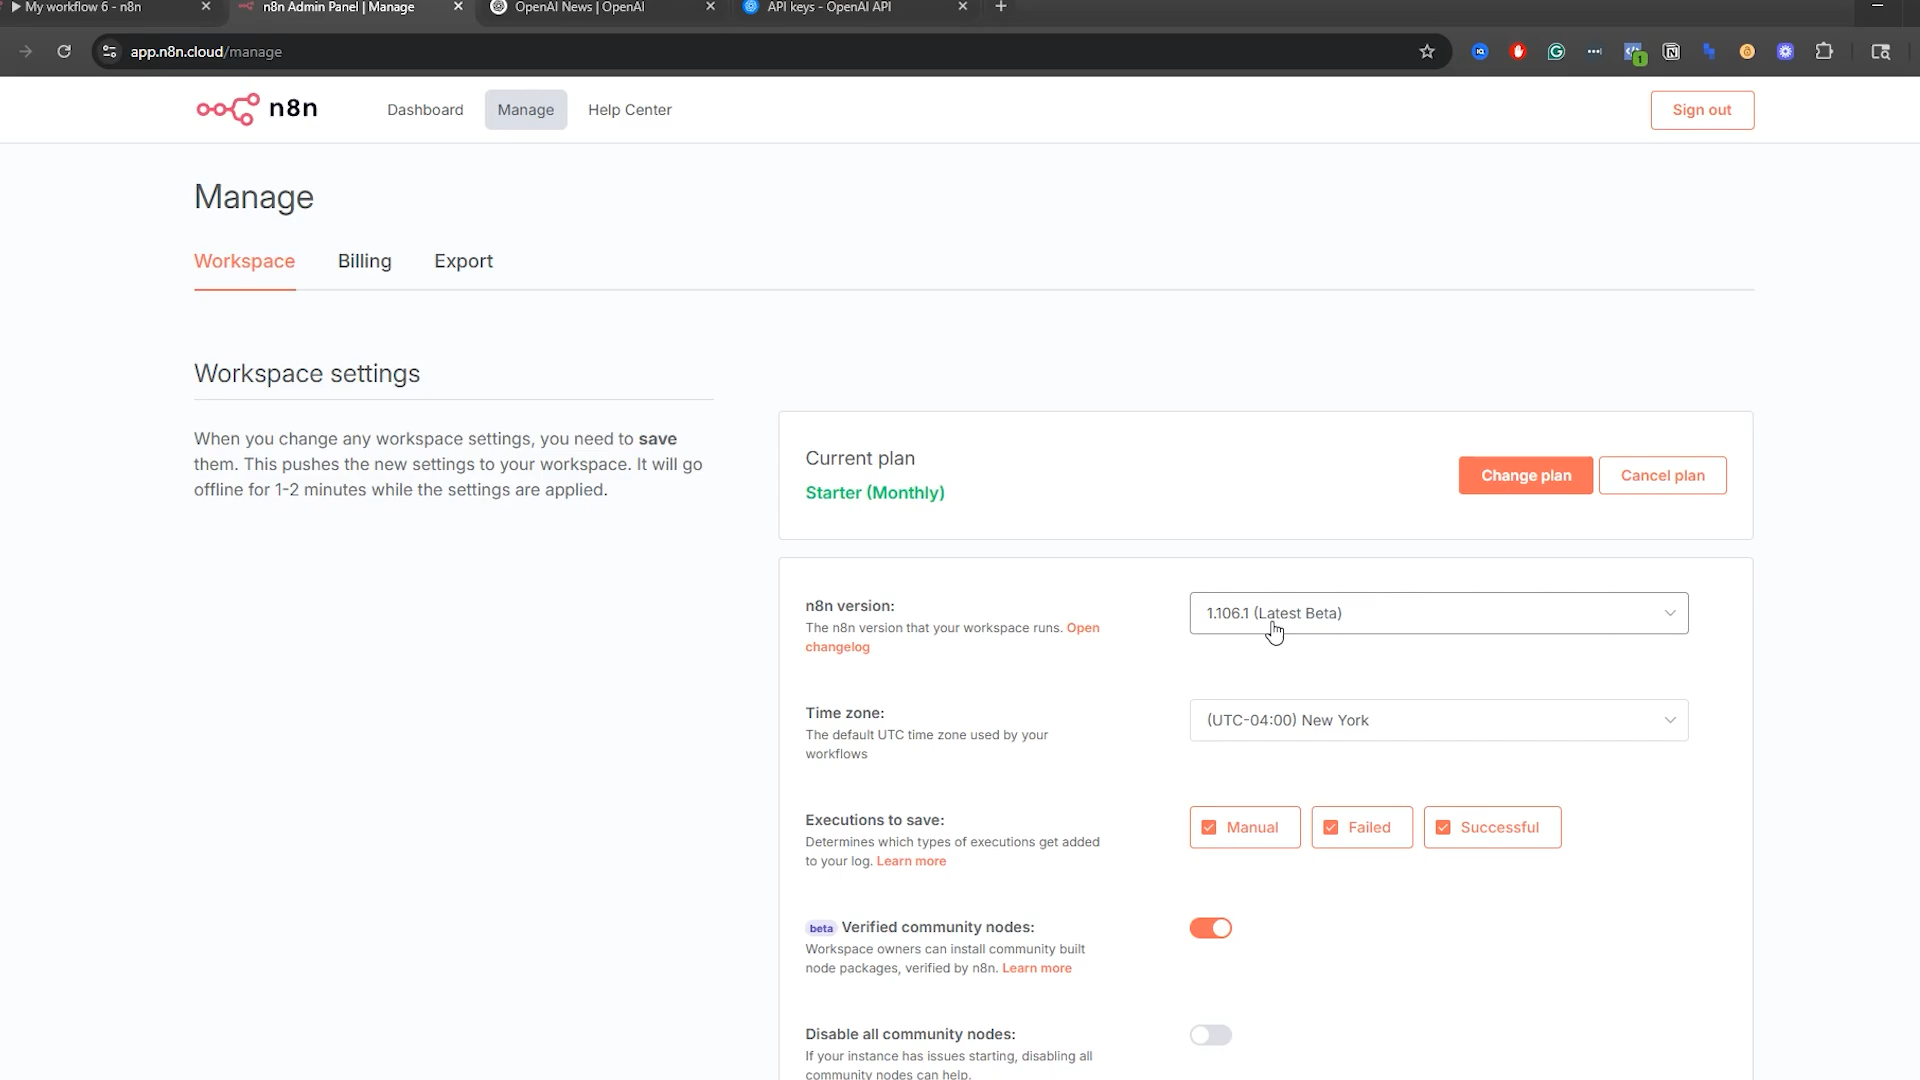 My workflow 6 - n8n
n8n Admin Panel | Manage
OpenAI News | OpenAI
API keys - OpenAI API
app.n8n.cloud/manage
1
n8n
Dashboard
Manage
Help Center
Sign out
Manage
Workspace
Billing
Export
Workspace settings
When you change any workspace settings, you need to save
them. This pushes the new settings to your workspace. It will go
offline for 1-2 minutes while the settings are applied.
Current plan
Starter (Monthly)
Change plan
Cancel plan
n8n version:
The n8n version that your workspace runs. Open
changelog
1.106.1 (Latest Beta)
Time zone:
The default UTC time zone used by your
workflows
(UTC-04:00) New York
Executions to save:
Determines which types of executions get added
to your log. Learn more
Manual
Failed
Successful
beta Verified community nodes:
Workspace owners can install community built
node packages, verified by n8n. Learn more
Disable all community nodes:
If your instance has issues starting, disabling all
community nodes can help.